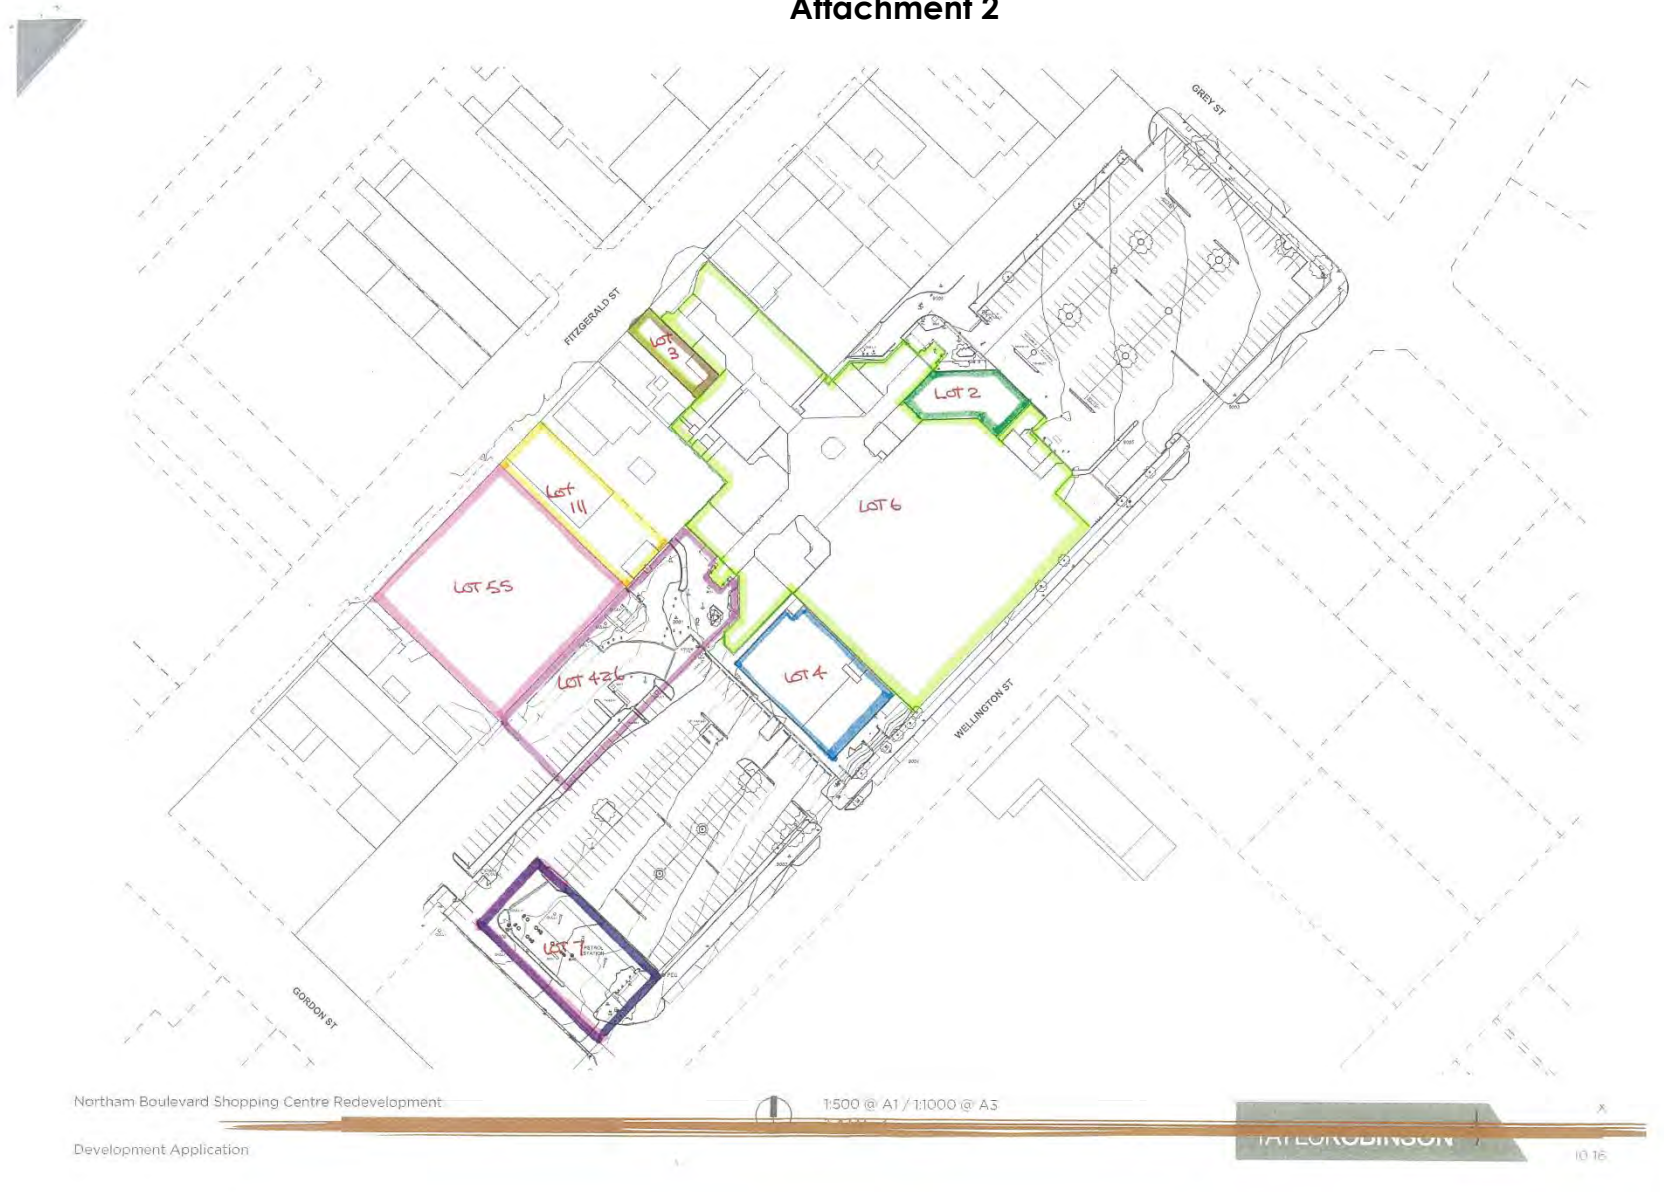 Attachment 2
GREY ST
FITZGERALD ST
LOT
3
LOT 2
LOT
111
LOT 6
LOT 55
LOT 426
LOT 4
WELLINGTON ST
LOT 7
PETROL
STATION
PEG
GORDON ST
Northam Boulevard Shopping Centre Redevelopment
1:500 @ A1 / 1:1000 @ A3
Development Application
TAYLORROBINSON
10.16